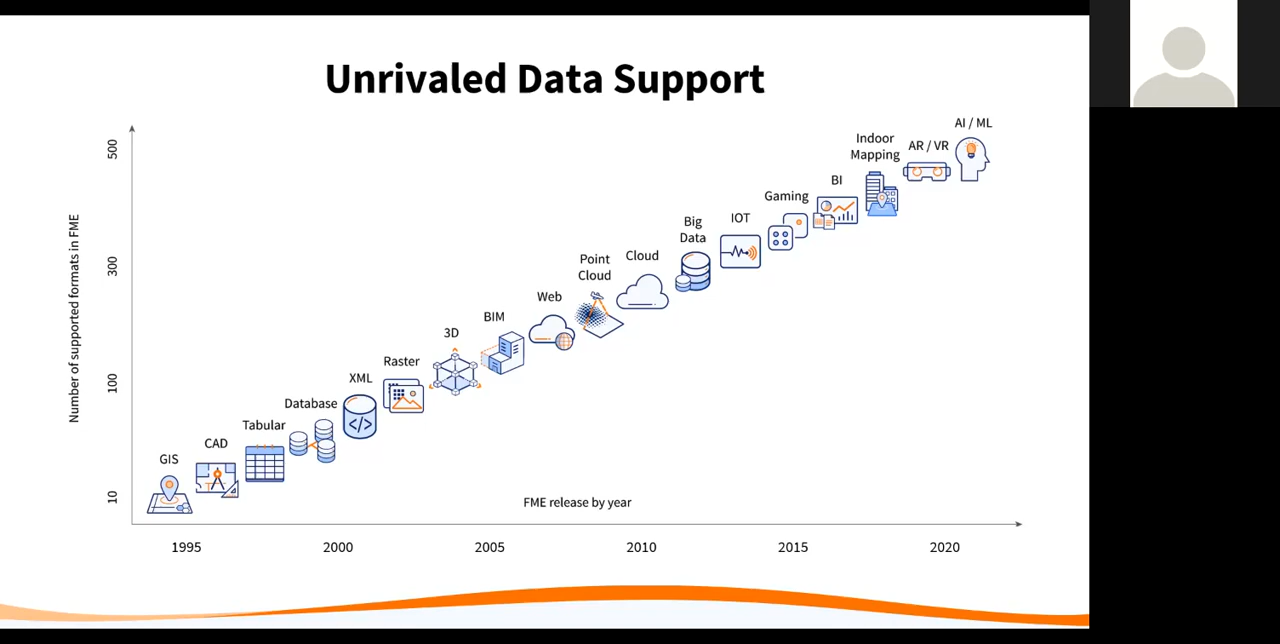 Unrivaled Data Support
Number of supported formats in FME
500
300
100
10
GIS
CAD
Tabular
Database
XML
</>
Raster
3D
BIM
Web
Point
Cloud
Cloud
Big
Data
IOT
Gaming
BI
Indoor
Mapping
AR / VR
AI / ML
FME release by year
1995
2000
2005
2010
2015
2020